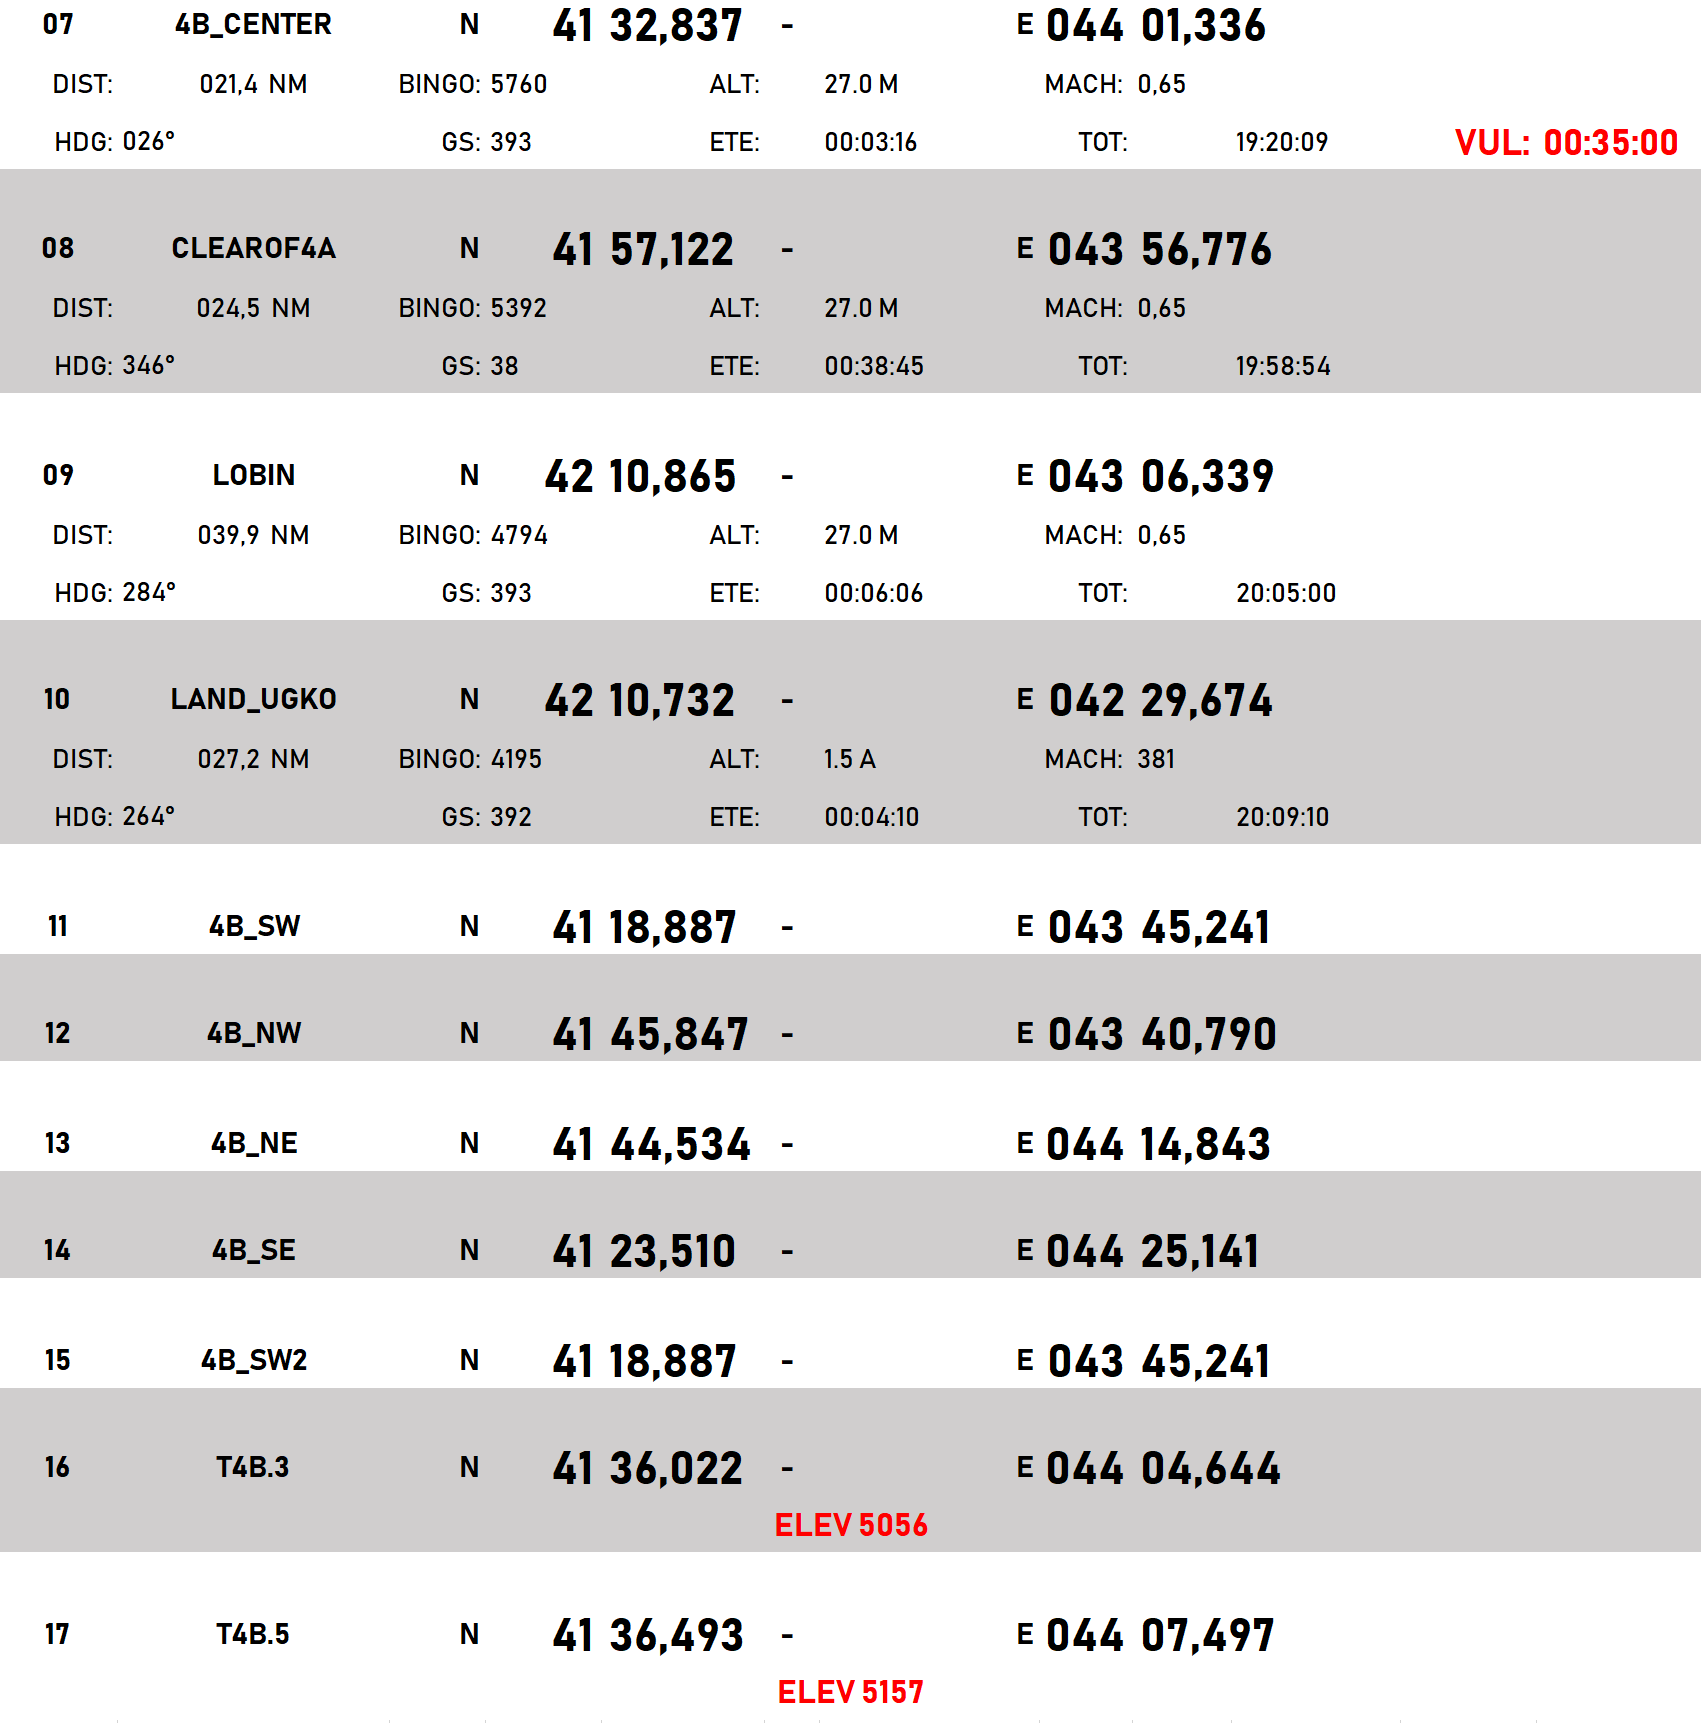 07 4B_CENTER N 41 32,837 - E 044 01,336
DIST: 021,4 NM BINGO: 5760 ALT: 27.0 M MACH: 0,65
HDG: 026° GS: 393 ETE: 00:03:16 TOT: 19:20:09 VUL: 00:35:00
08 CLEAROF4A N 41 57,122 - E 043 56,776
DIST: 024,5 NM BINGO: 5392 ALT: 27.0 M MACH: 0,65
HDG: 346° GS: 38 ETE: 00:38:45 TOT: 19:58:54
09 LOBIN N 42 10,865 - E 043 06,339
DIST: 039,9 NM BINGO: 4794 ALT: 27.0 M MACH: 0,65
HDG: 284° GS: 393 ETE: 00:06:06 TOT: 20:05:00
10 LAND_UGKO N 42 10,732 - E 042 29,674
DIST: 027,2 NM BINGO: 4195 ALT: 1.5 A MACH: 381
HDG: 264° GS: 392 ETE: 00:04:10 TOT: 20:09:10
11 4B_SW N 41 18,887 - E 043 45,241
12 4B_NW N 41 45,847 - E 043 40,790
13 4B_NE N 41 44,534 - E 044 14,843
14 4B_SE N 41 23,510 - E 044 25,141
15 4B_SW2 N 41 18,887 - E 043 45,241
16 T4B.3 N 41 36,022 - E 044 04,644
ELEV 5056
17 T4B.5 N 41 36,493 - E 044 07,497
ELEV 5157